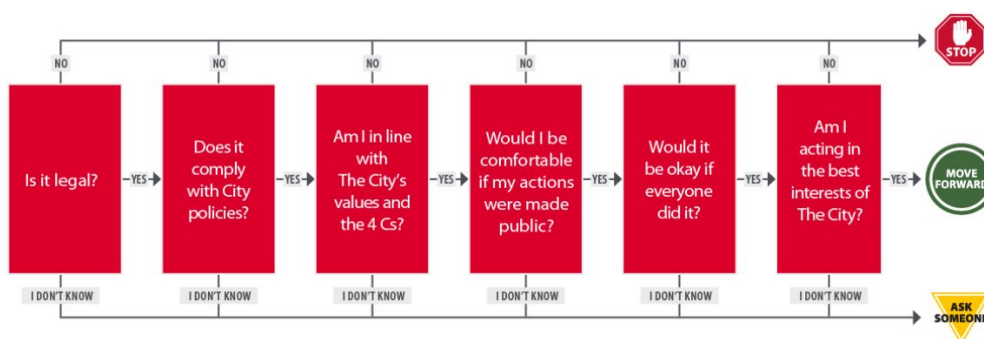 STOP
NO
NO
NO
NO
NO
NO
Is it legal?
YES
Does it
comply
with City
policies?
YES
Am I in line
with
The City's
values and
the 4 Cs?
YES
Would I be
comfortable
if my actions
were made
public?
YES
Would it
be okay if
everyone
did it?
YES
Am I
acting in
the best
interests of
The City?
YES
MOVE
FORWARD
I DON'T KNOW
I DON'T KNOW
I DON'T KNOW
I DON'T KNOW
I DON'T KNOW
I DON'T KNOW
ASK
SOMEONE